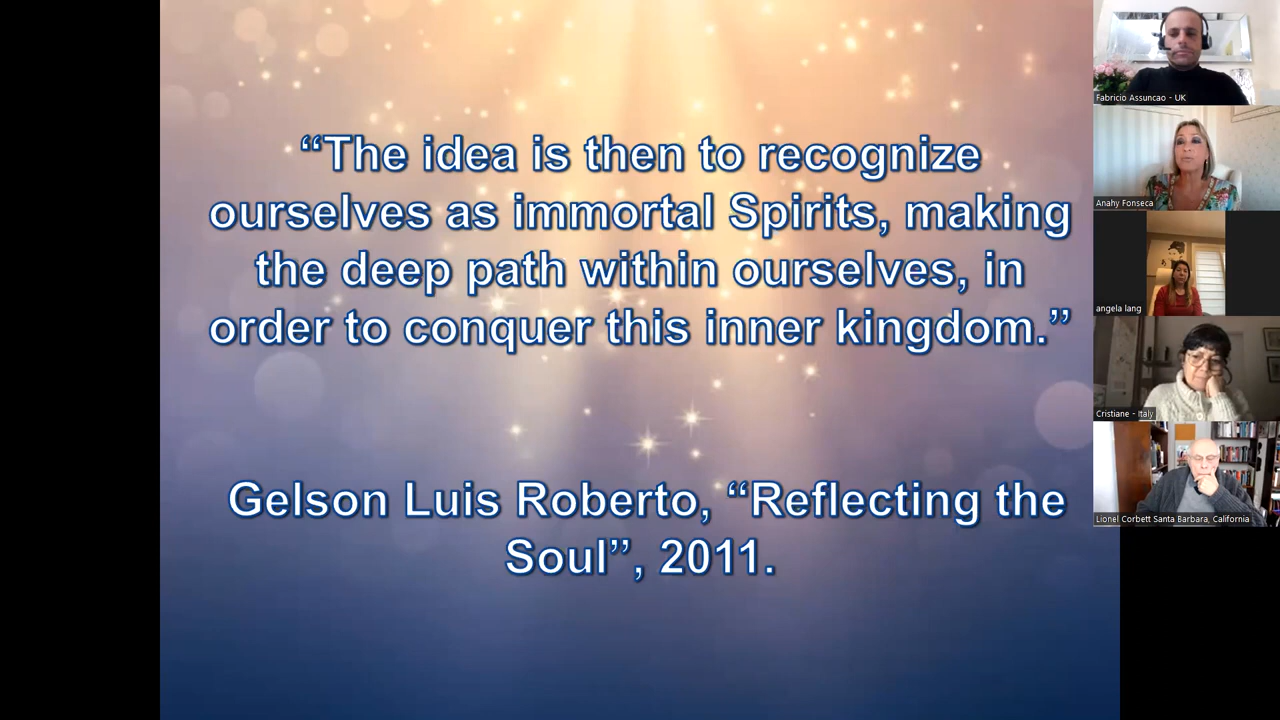 “The idea is then to recognize
ourselves as immortal Spirits, making
the deep path within ourselves, in
order to conquer this inner kingdom.”
Gelson Luis Roberto, “Reflecting the
Soul”, 2011.
Fabricio Assuncao - UK
Anahy Fonseca
angela lang
Cristiane - Italy
Lionel Corbett Santa Barbara, California